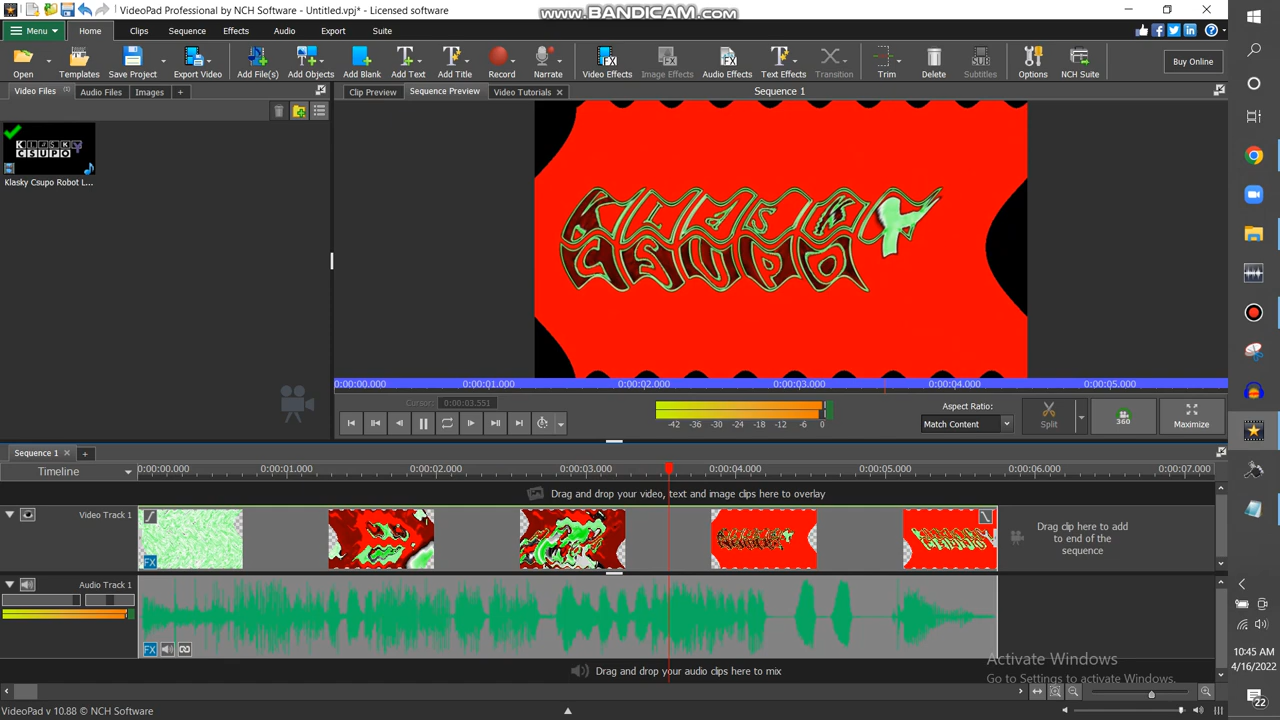 VideoPad Professional by NCH Software - Untitled.vpj* - Licensed software
www.BANDICAM.com
Menu
Home
Clips
Sequence
Effects
Audio
Export
Suite
Open
Templates
Save Project
Export Video
Add File(s)
Add Objects
Add Blank
Add Text
Add Title
Record
Narrate
Video Effects
Image Effects
Audio Effects
Text Effects
Transition
Trim
Delete
Subtitles
Options
NCH Suite
Buy Online
Video Files (1)
Audio Files
Images
+
Clip Preview
Sequence Preview
Video Tutorials
Sequence 1
KLASKY
CSUPO
Klasky Csupo Robot L...
KLASKY
CSUPO
0:00:00.000
0:00:01.000
0:00:02.000
0:00:03.000
0:00:04.000
0:00:05.000
Cursor:
0:00:03.551
-42 -36 -30 -24 -18 -12 -6 0
Aspect Ratio:
Match Content
Split
360
Maximize
Sequence 1
Timeline
0:00:00.000
0:00:01.000
0:00:02.000
0:00:03.000
0:00:04.000
0:00:05.000
0:00:06.000
0:00:07.000
Drag and drop your video, text and image clips here to overlay
Video Track 1
FX
Drag clip here to add
to end of the
sequence
Audio Track 1
FX
Drag and drop your audio clips here to mix
Activate Windows
Go to Settings to activate Windows.
VideoPad v 10.88 © NCH Software
10:45 AM
4/16/2022
22